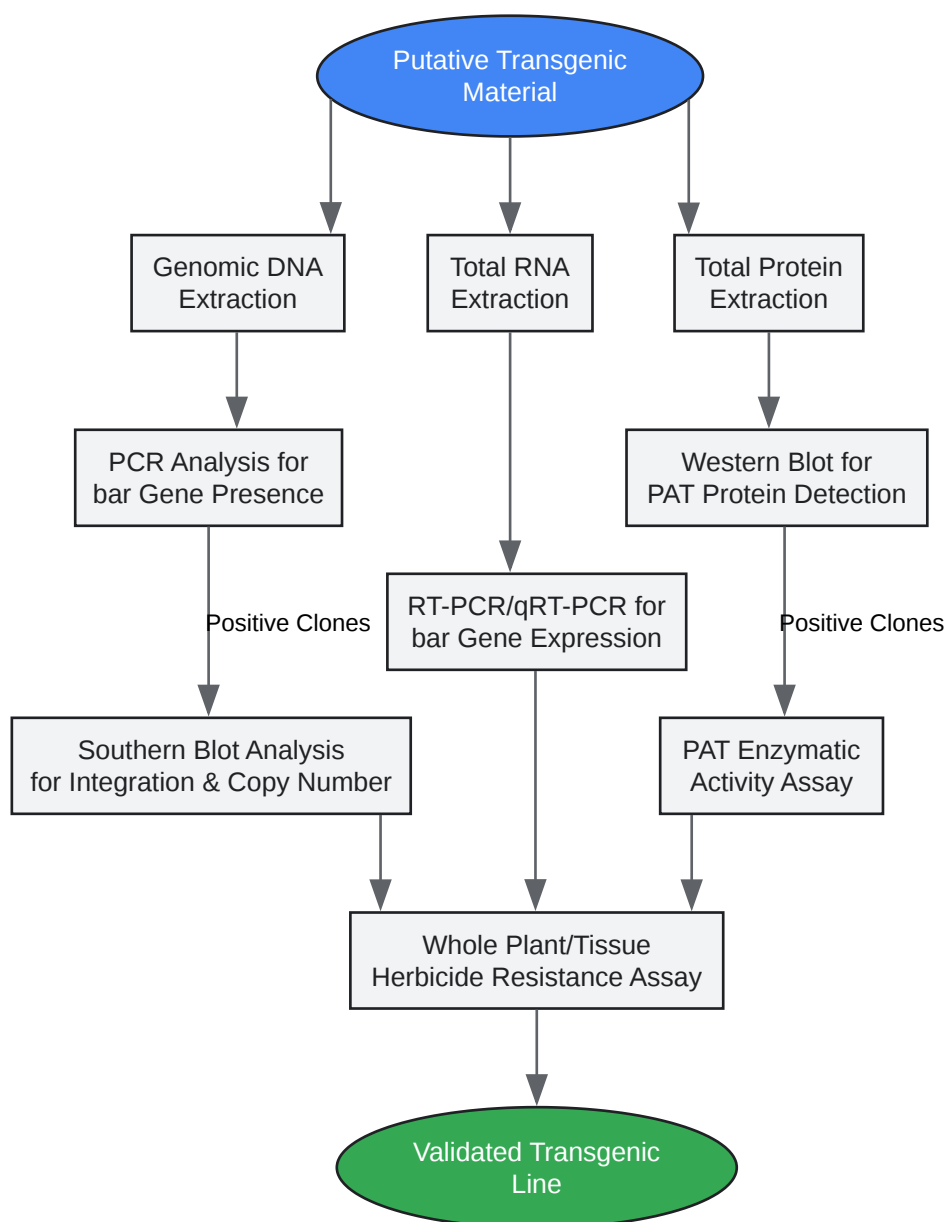 Putative Transgenic
Material
Genomic DNA
Extraction
Total RNA
Extraction
Total Protein
Extraction
PCR Analysis for
bar Gene Presence
Western Blot for
PAT Protein Detection
RT-PCR/qRT-PCR for
bar Gene Expression
Positive Clones
Positive Clones
Southern Blot Analysis
for Integration & Copy Number
PAT Enzymatic
Activity Assay
Whole Plant/Tissue
Herbicide Resistance Assay
Validated Transgenic
Line